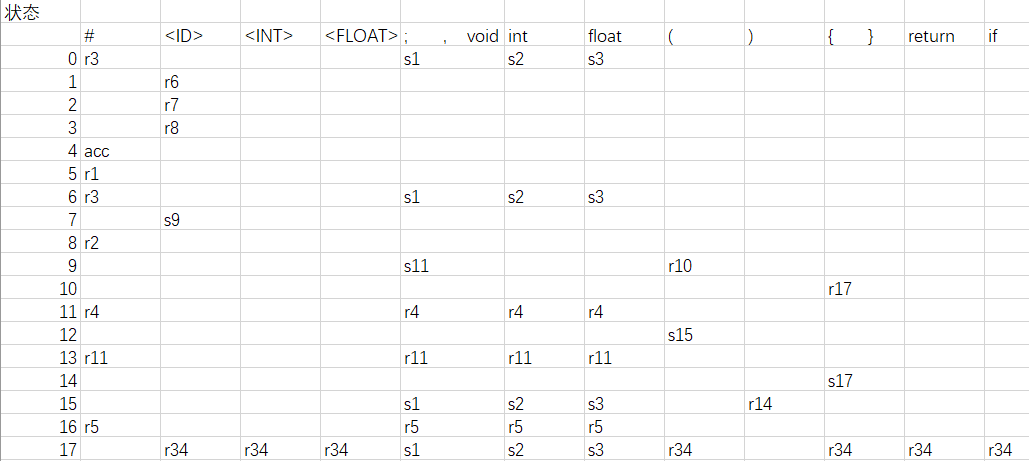 状态
# <ID> <INT> <FLOAT> ; , void int float ( ) { } return if
0 r3 s1 s2 s3
1 r6
2 r7
3 r8
4 acc
5 r1
6 r3 s1 s2 s3
7 s9
8 r2
9 s11 r10
10 r17
11 r4 r4 r4 r4
12 s15
13 r11 r11 r11 r11
14 s17
15 s1 s2 s3 r14
16 r5 r5 r5 r5
17 r34 r34 r34 s1 s2 s3 r34 r34 r34 r34